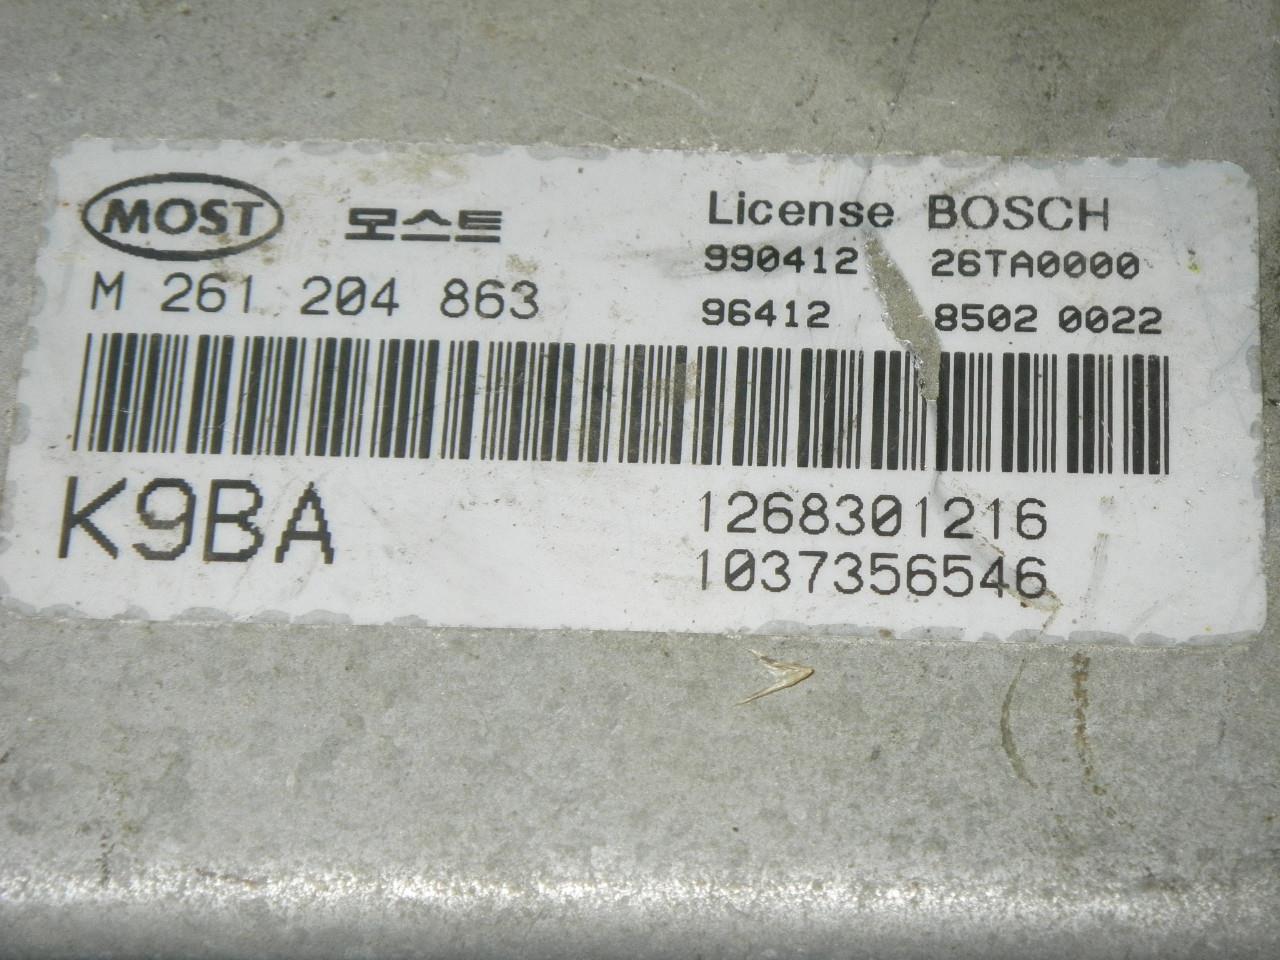 MOST 모스트 License BOSCH
990412 26TA0000
M 261 204 863
96412 8502 0022
K9BA 1268301216
1037356546